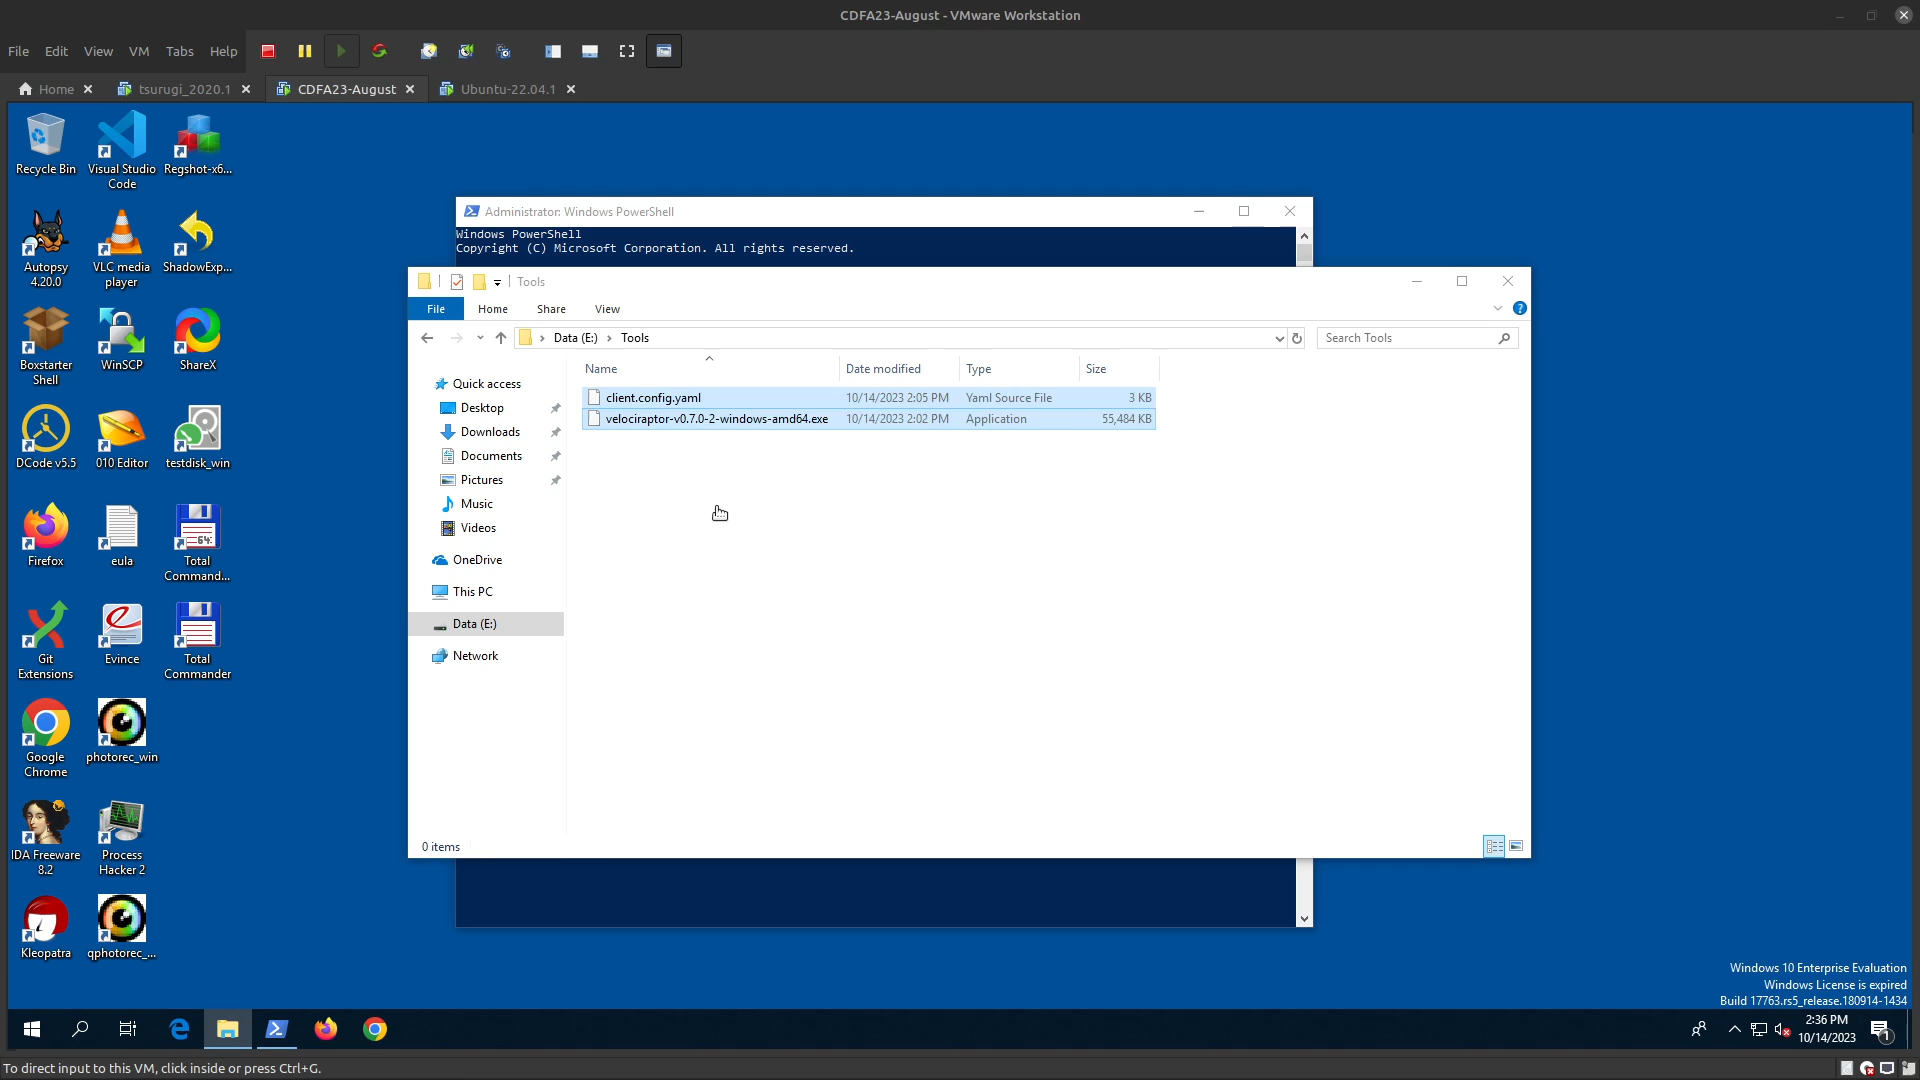 CDFA23-August - VMware Workstation
File Edit View VM Tabs Help
Home tsurugi_2020.1 CDFA23-August Ubuntu-22.04.1
Recycle Bin
Visual Studio Code
Regshot-x6...
Autopsy 4.20.0
VLC media player
ShadowExp...
Boxstarter Shell
WinSCP
ShareX
DCode v5.5
010 Editor
testdisk_win
Firefox
eula
64
Total Command...
Git Extensions
Evince
Total Commander
Google Chrome
photorec_win
IDA Freeware 8.2
Process Hacker 2
Kleopatra
qphotorec_...
Administrator: Windows PowerShell
Windows PowerShell
Copyright (C) Microsoft Corporation. All rights reserved.
Tools
File Home Share View
Data (E:) Tools
Search Tools
Name Date modified Type Size
client.config.yaml 10/14/2023 2:05 PM Yaml Source File 3 KB
velociraptor-v0.7.0-2-windows-amd64.exe 10/14/2023 2:02 PM Application 55,484 KB
Quick access
Desktop
Downloads
Documents
Pictures
Music
Videos
OneDrive
This PC
Data (E:)
Network
0 items
Windows 10 Enterprise Evaluation
Windows License is expired
Build 17763.rs5_release.180914-1434
2:36 PM
10/14/2023
1
To direct input to this VM, click inside or press Ctrl+G.